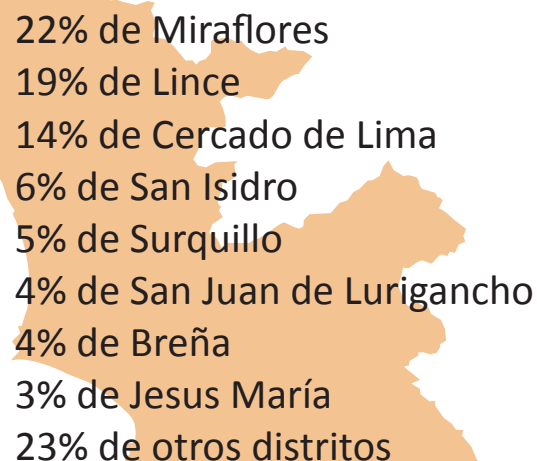 22% de Miraflores
19% de Lince
14% de Cercado de Lima
6% de San Isidro
5% de Surquillo
4% de San Juan de Lurigancho
4% de Breña
3% de Jesus María
23% de otros distritos